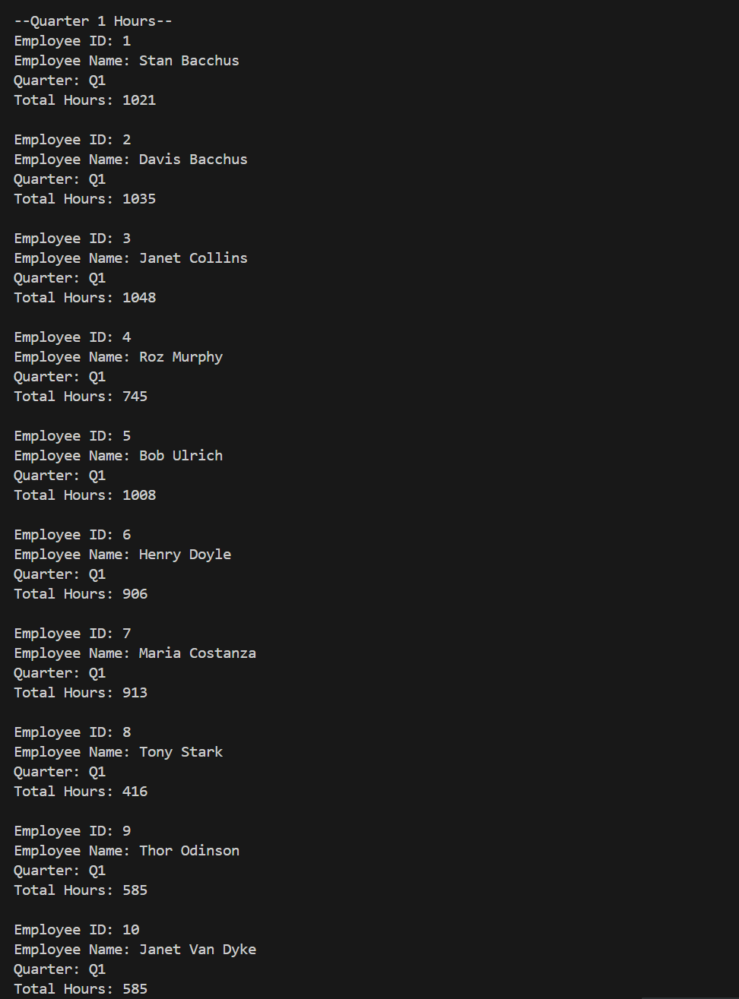 --Quarter 1 Hours--
Employee ID: 1
Employee Name: Stan Bacchus
Quarter: Q1
Total Hours: 1021

Employee ID: 2
Employee Name: Davis Bacchus
Quarter: Q1
Total Hours: 1035

Employee ID: 3
Employee Name: Janet Collins
Quarter: Q1
Total Hours: 1048

Employee ID: 4
Employee Name: Roz Murphy
Quarter: Q1
Total Hours: 745

Employee ID: 5
Employee Name: Bob Ulrich
Quarter: Q1
Total Hours: 1008

Employee ID: 6
Employee Name: Henry Doyle
Quarter: Q1
Total Hours: 906

Employee ID: 7
Employee Name: Maria Costanza
Quarter: Q1
Total Hours: 913

Employee ID: 8
Employee Name: Tony Stark
Quarter: Q1
Total Hours: 416

Employee ID: 9
Employee Name: Thor Odinson
Quarter: Q1
Total Hours: 585

Employee ID: 10
Employee Name: Janet Van Dyke
Quarter: Q1
Total Hours: 585